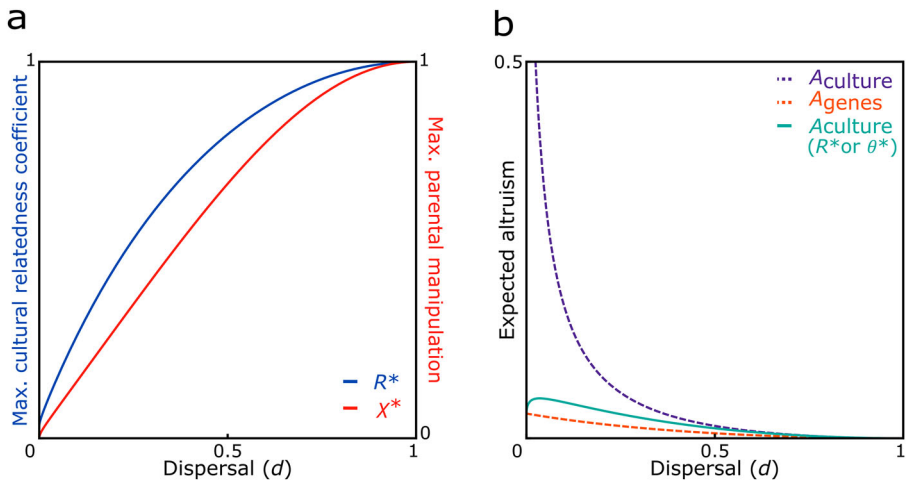 a
Max. cultural relatedness coefficient
1
1
Max. parental manipulation
R*
X*
0
0
0.5
1
Dispersal (d)
b
Expected altruism
0.5
Aculture
Agenes
Aculture
(R*or θ*)
0
0.5
1
Dispersal (d)